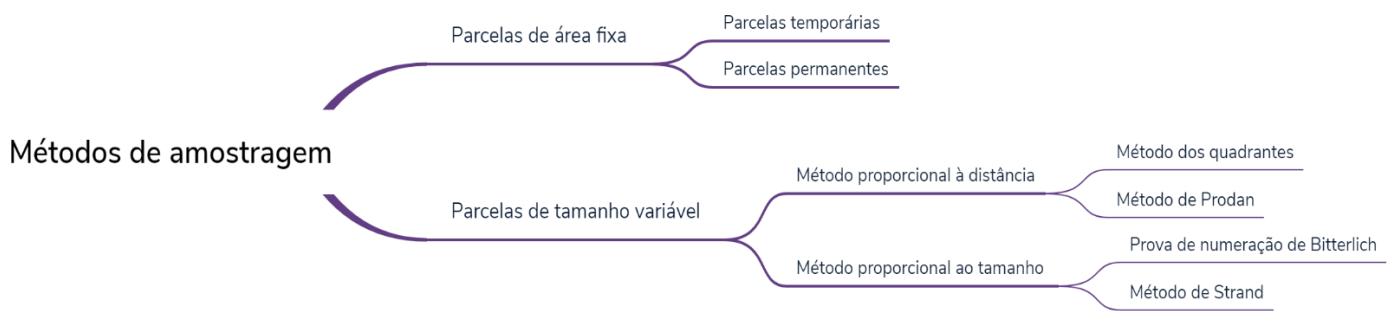 Métodos de amostragem
Parcelas de área fixa
Parcelas temporárias
Parcelas permanentes
Parcelas de tamanho variável
Método proporcional à distância
Método dos quadrantes
Método de Prodan
Método proporcional ao tamanho
Prova de numeração de Bitterlich
Método de Strand